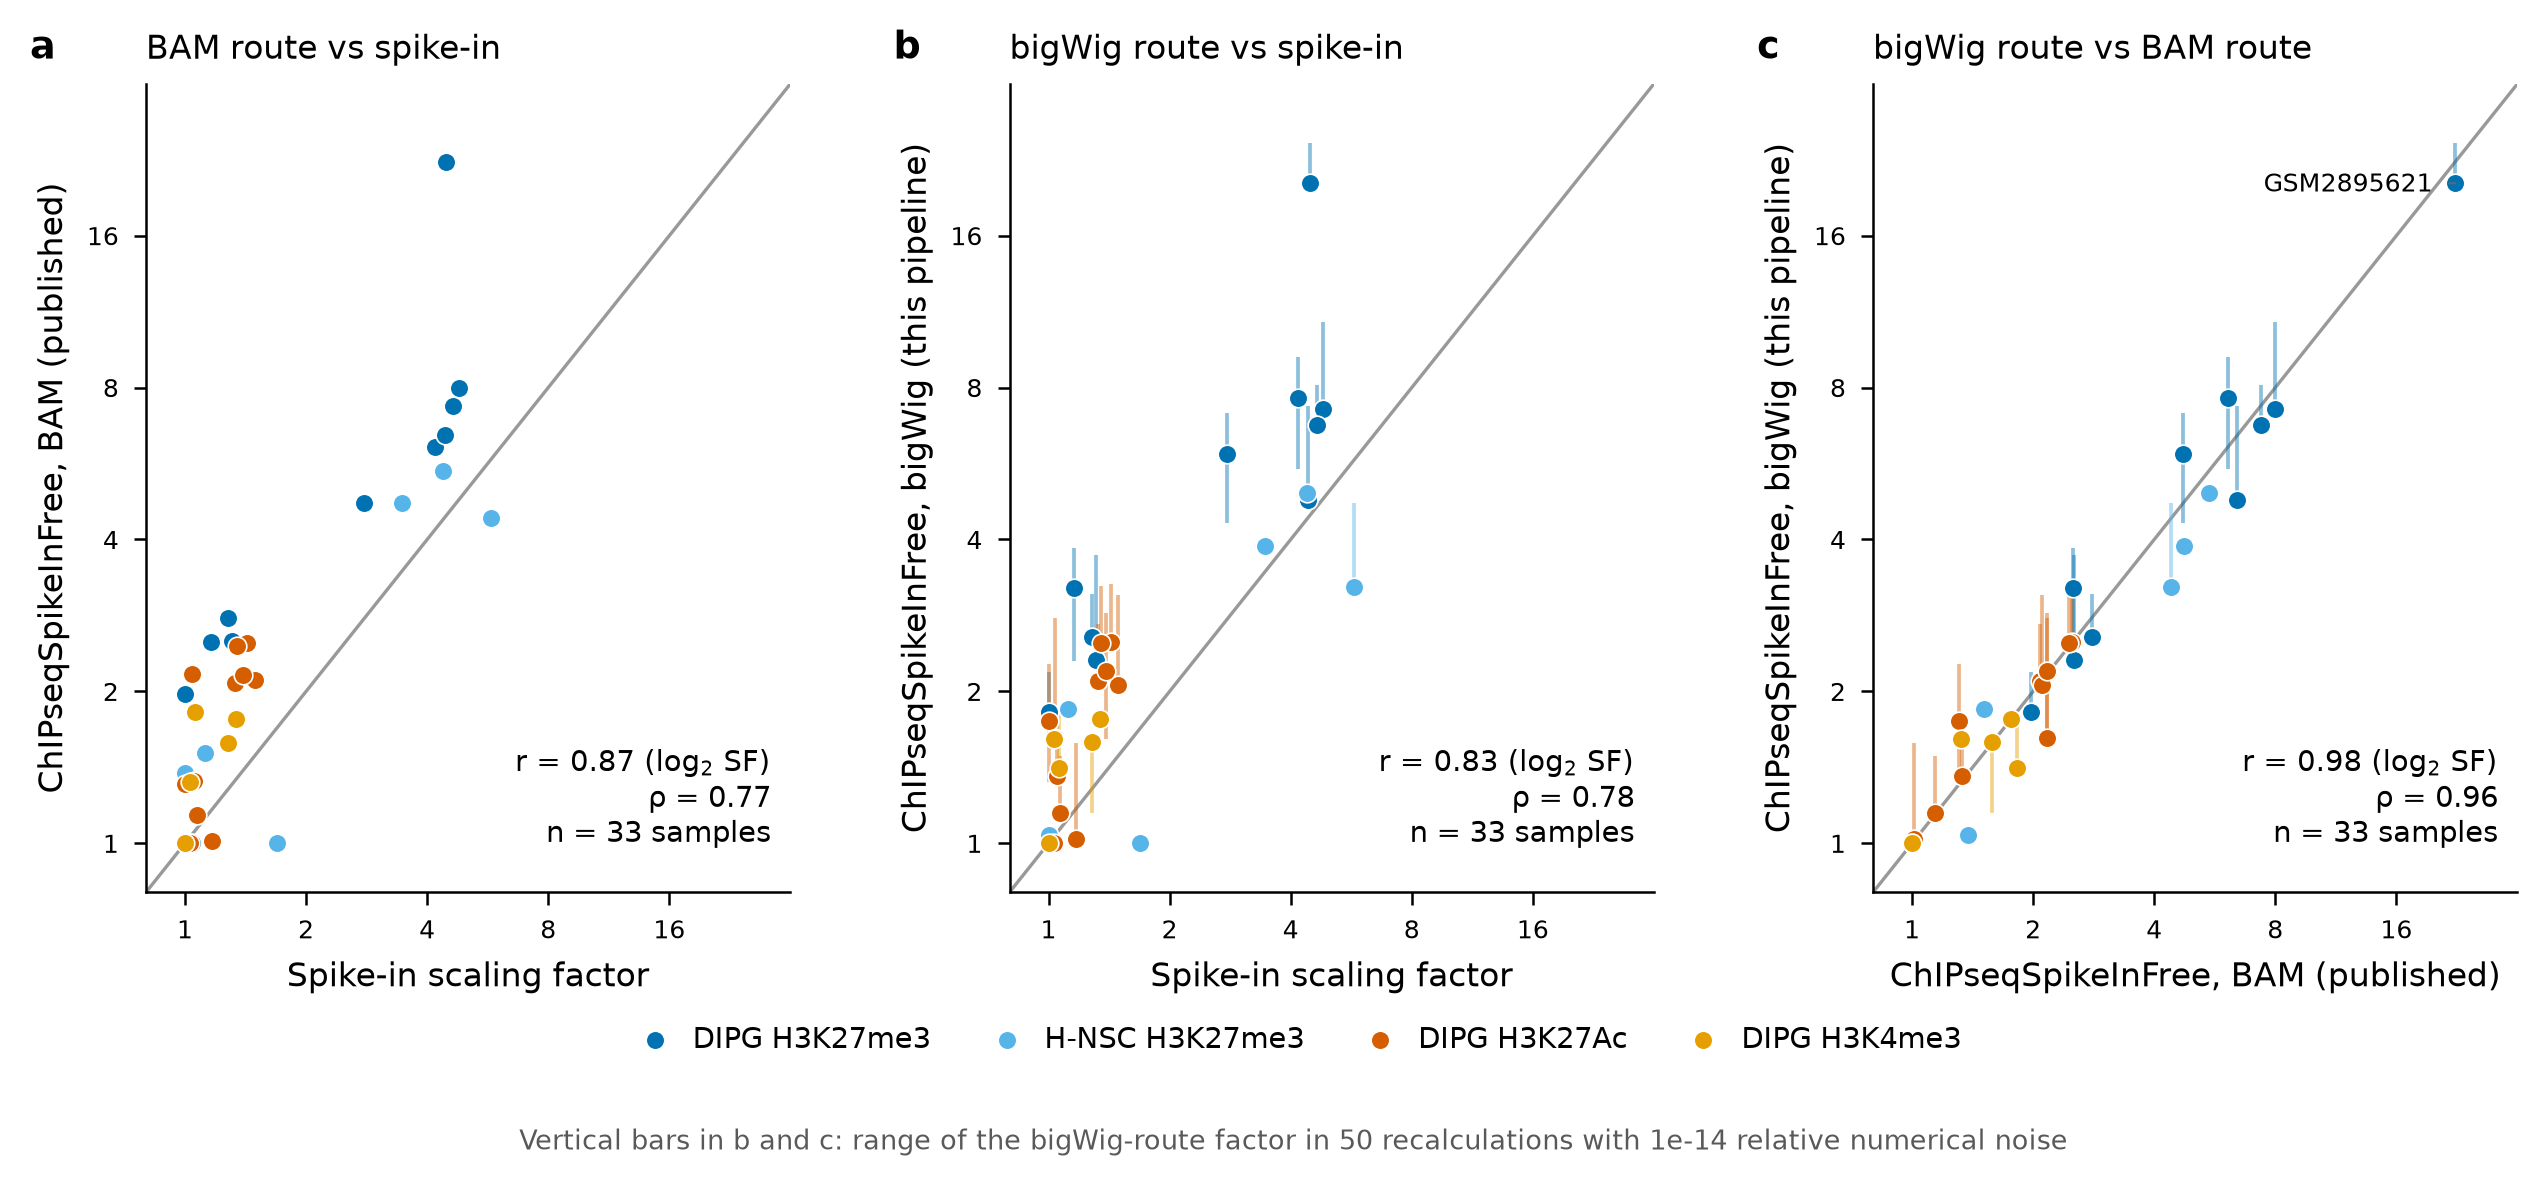 a BAM route vs spike-in
ChIPseqSpikeInFree, BAM (published)
16
8
4
2
1
r = 0.87 (log₂ SF)
ρ = 0.77
n = 33 samples
1 2 4 8 16
Spike-in scaling factor
b bigWig route vs spike-in
ChIPseqSpikeInFree, bigWig (this pipeline)
16
8
4
2
1
r = 0.83 (log₂ SF)
ρ = 0.78
n = 33 samples
1 2 4 8 16
Spike-in scaling factor
c bigWig route vs BAM route
ChIPseqSpikeInFree, bigWig (this pipeline)
16
8
4
2
1
GSM2895621
r = 0.98 (log₂ SF)
ρ = 0.96
n = 33 samples
1 2 4 8 16
ChIPseqSpikeInFree, BAM (published)
DIPG H3K27me3 H-NSC H3K27me3 DIPG H3K27Ac DIPG H3K4me3
Vertical bars in b and c: range of the bigWig-route factor in 50 recalculations with 1e-14 relative numerical noise